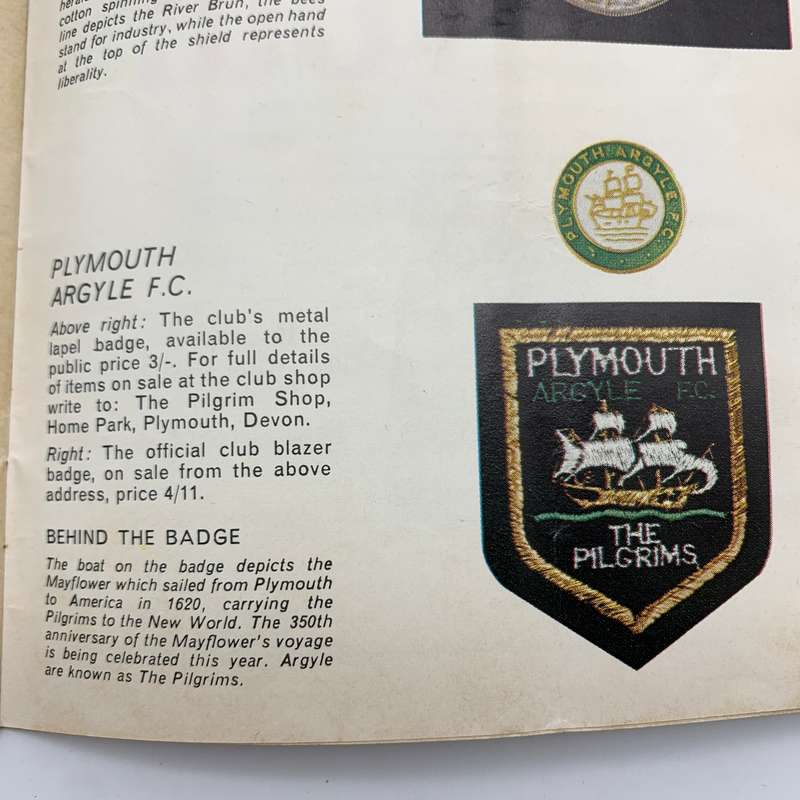 cotton spinning
line depicts the River Brun, the bees
stand for industry, while the open hand
at the top of the shield represents
liberality.
PLYMOUTH
ARGYLE F.C.
Above right: The club's metal
lapel badge, available to the
public price 3/-. For full details
of items on sale at the club shop
write to: The Pilgrim Shop,
Home Park, Plymouth, Devon.
Right: The official club blazer
badge, on sale from the above
address, price 4/11.
BEHIND THE BADGE
The boat on the badge depicts the
Mayflower which sailed from Plymouth
to America in 1620, carrying the
Pilgrims to the New World. The 350th
anniversary of the Mayflower's voyage
is being celebrated this year. Argyle
are known as The Pilgrims.
PLYMOUTH ARGYLE F.C.
PLYMOUTH
ARGYLE F.C.
THE
PILGRIMS